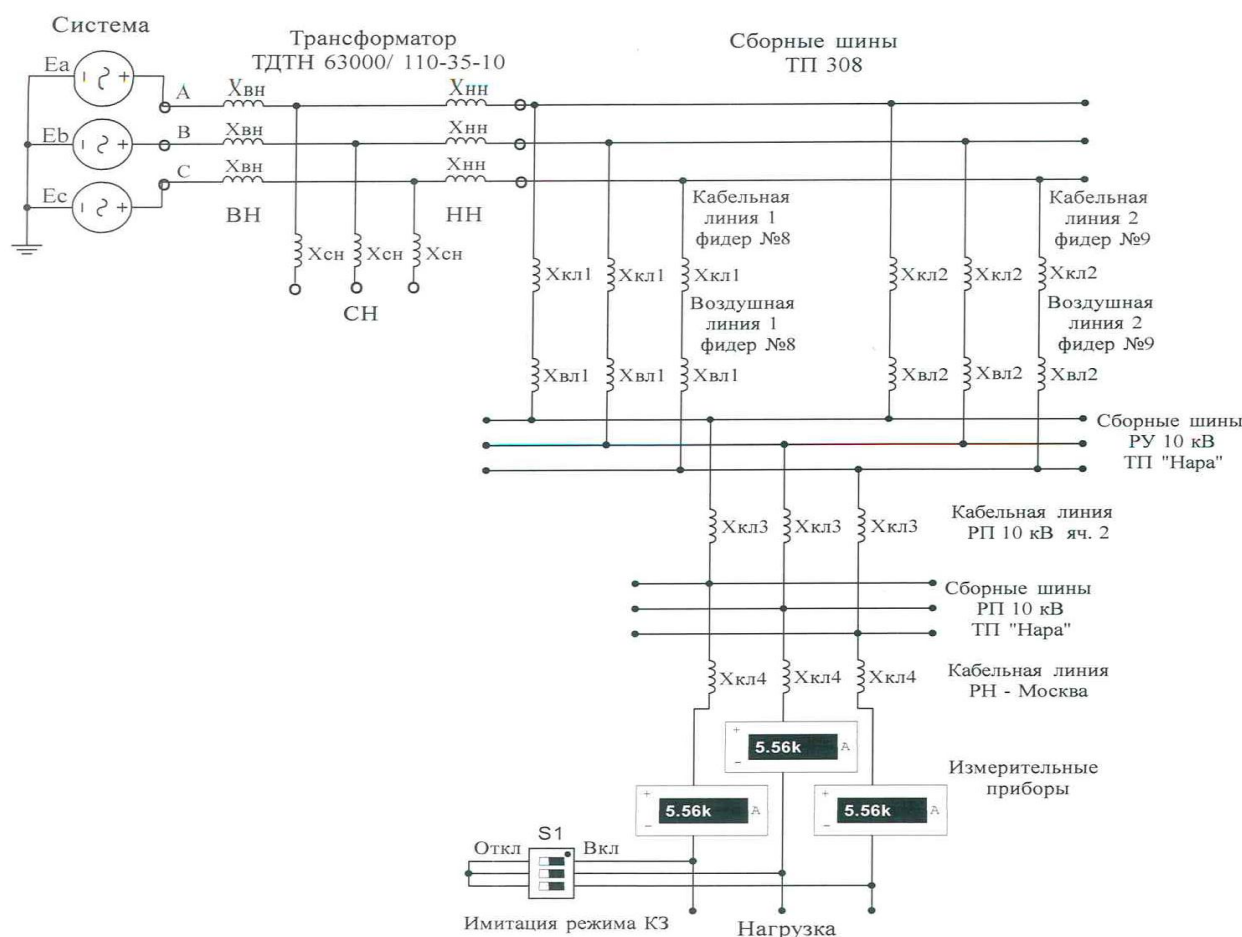 Система
Трансформатор
ТДТН 63000/ 110-35-10
Сборные шины
ТП 308
Ea
Eb
Ec
A
B
C
Xвн
Xвн
Xвн
Xнн
Xнн
Xнн
ВН
НН
Xсн
Xсн
Xсн
СН
Кабельная
линия 1
фидер №8
Кабельная
линия 2
фидер №9
Xкл1
Xкл1
Xкл1
Xкл2
Xкл2
Xкл2
Воздушная
линия 1
фидер №8
Воздушная
линия 2
фидер №9
Xвл1
Xвл1
Xвл1
Xвл2
Xвл2
Xвл2
Сборные шины
РУ 10 кВ
ТП "Нара"
Xкл3
Xкл3
Xкл3
Кабельная линия
РП 10 кВ яч. 2
Сборные шины
РП 10 кВ
ТП "Нара"
Xкл4
Xкл4
Xкл4
Кабельная линия
РН - Москва
5.56k A
5.56k A
5.56k A
Измерительные
приборы
S1
Откл
Вкл
Имитация режима КЗ
Нагрузка